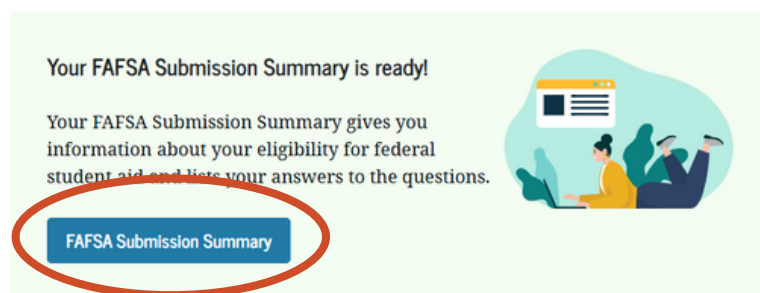 Your FAFSA Submission Summary is ready!
Your FAFSA Submission Summary gives you
information about your eligibility for federal
student aid and lists your answers to the questions.
FAFSA Submission Summary